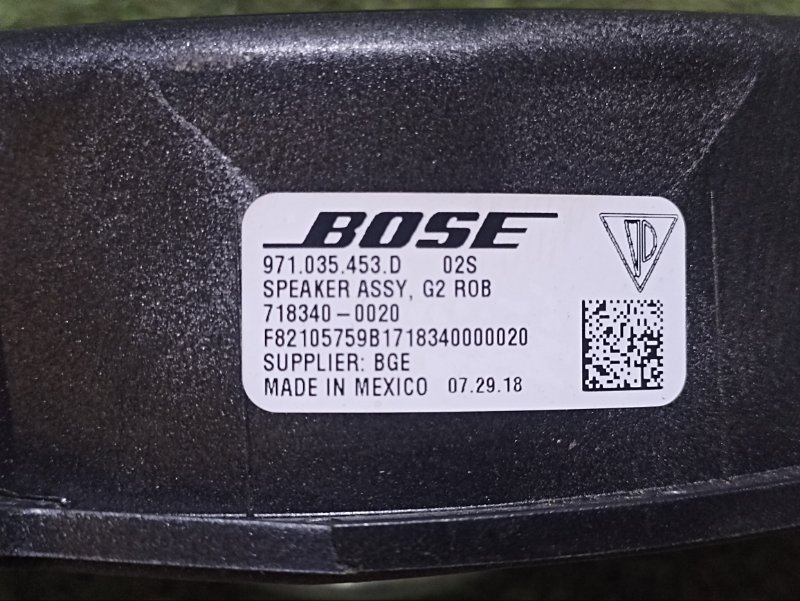 BOSE
971.035.453.D 02S
SPEAKER ASSY, G2 ROB
718340-0020
F82105759B1718340000020
SUPPLIER: BGE
MADE IN MEXICO 07.29.18